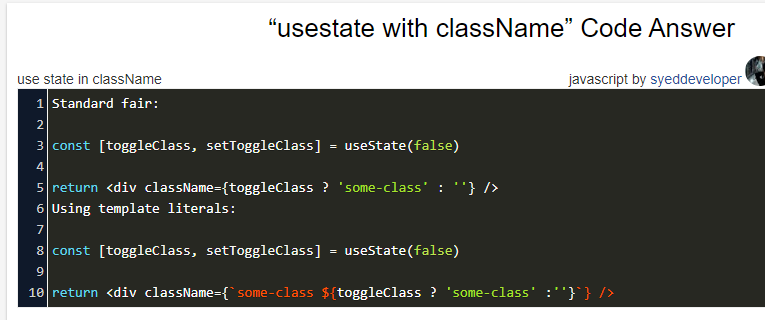 “usestate with className” Code Answer
use state in className
javascript by syeddeveloper
1 Standard fair:
2
3 const [toggleClass, setToggleClass] = useState(false)
4
5 return <div className={toggleClass ? 'some-class' : ''} />
6 Using template literals:
7
8 const [toggleClass, setToggleClass] = useState(false)
9
10 return <div className={`some-class ${toggleClass ? 'some-class' :''}`} />